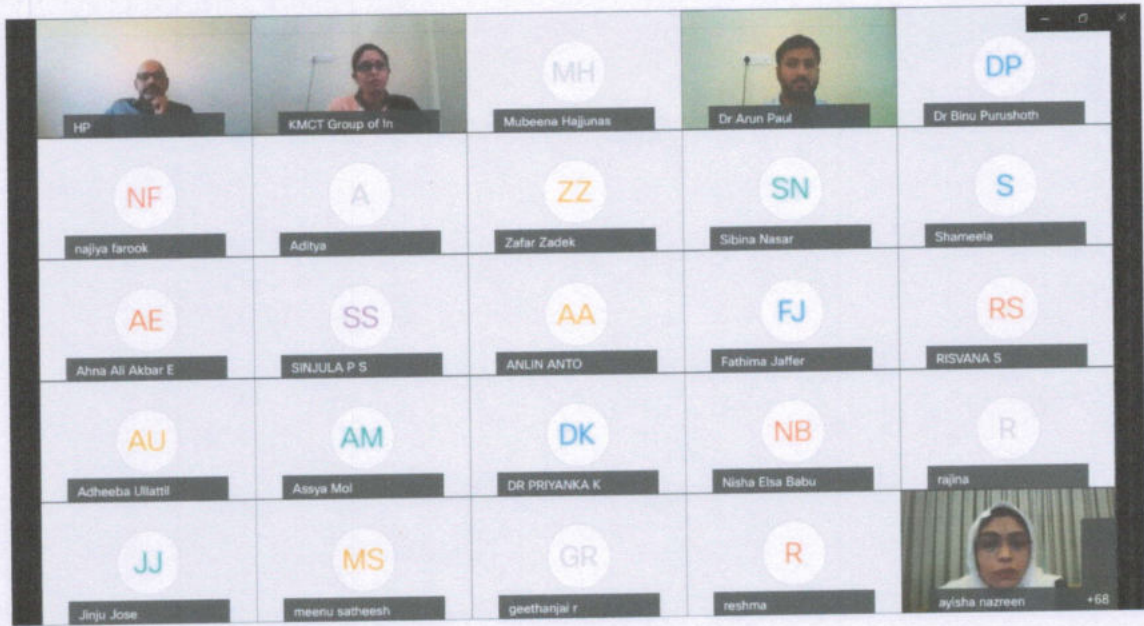 HP
KMCT Group of In
MH
Mubeena Hajjunas
Dr Arun Paul
DP
Dr Binu Purushoth
NF
najiya farook
A
Aditya
ZZ
Zafar Zadek
SN
Sibina Nasar
S
Shameela
AE
Ahna Ali Akbar E
SS
SINJULA P S
AA
ANLIN ANTO
FJ
Fathima Jaffer
RS
RISVANA S
AU
Adheeba Ullattil
AM
Assya Mol
DK
DR PRIYANKA K
NB
Nisha Elsa Babu
R
rajina
JJ
Jinju Jose
MS
meenu satheesh
GR
geethanjai r
R
reshma
ayisha nazreen
+68